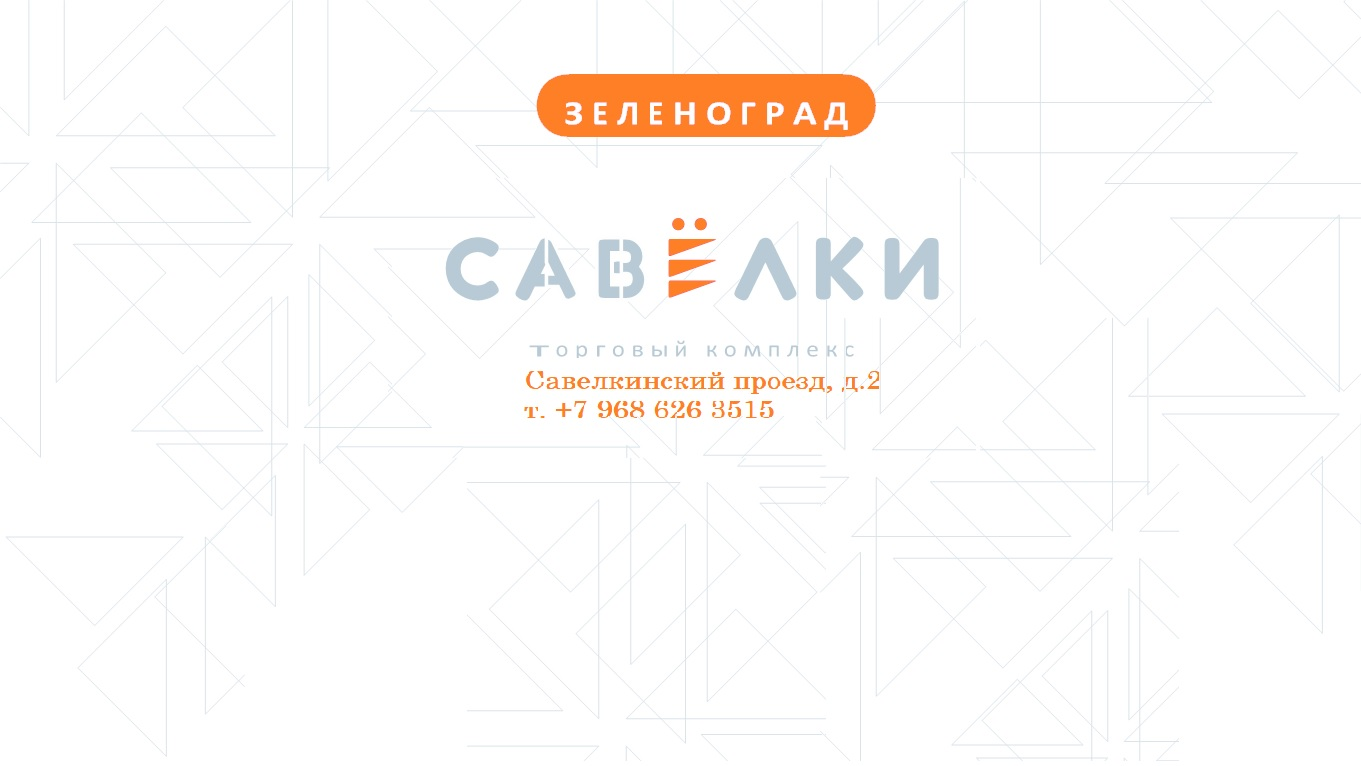 ЗЕЛЕНОГРАД
САВЁЛКИ
торговый комплекс
Савелкинский проезд, д.2
т. +7 968 626 3515